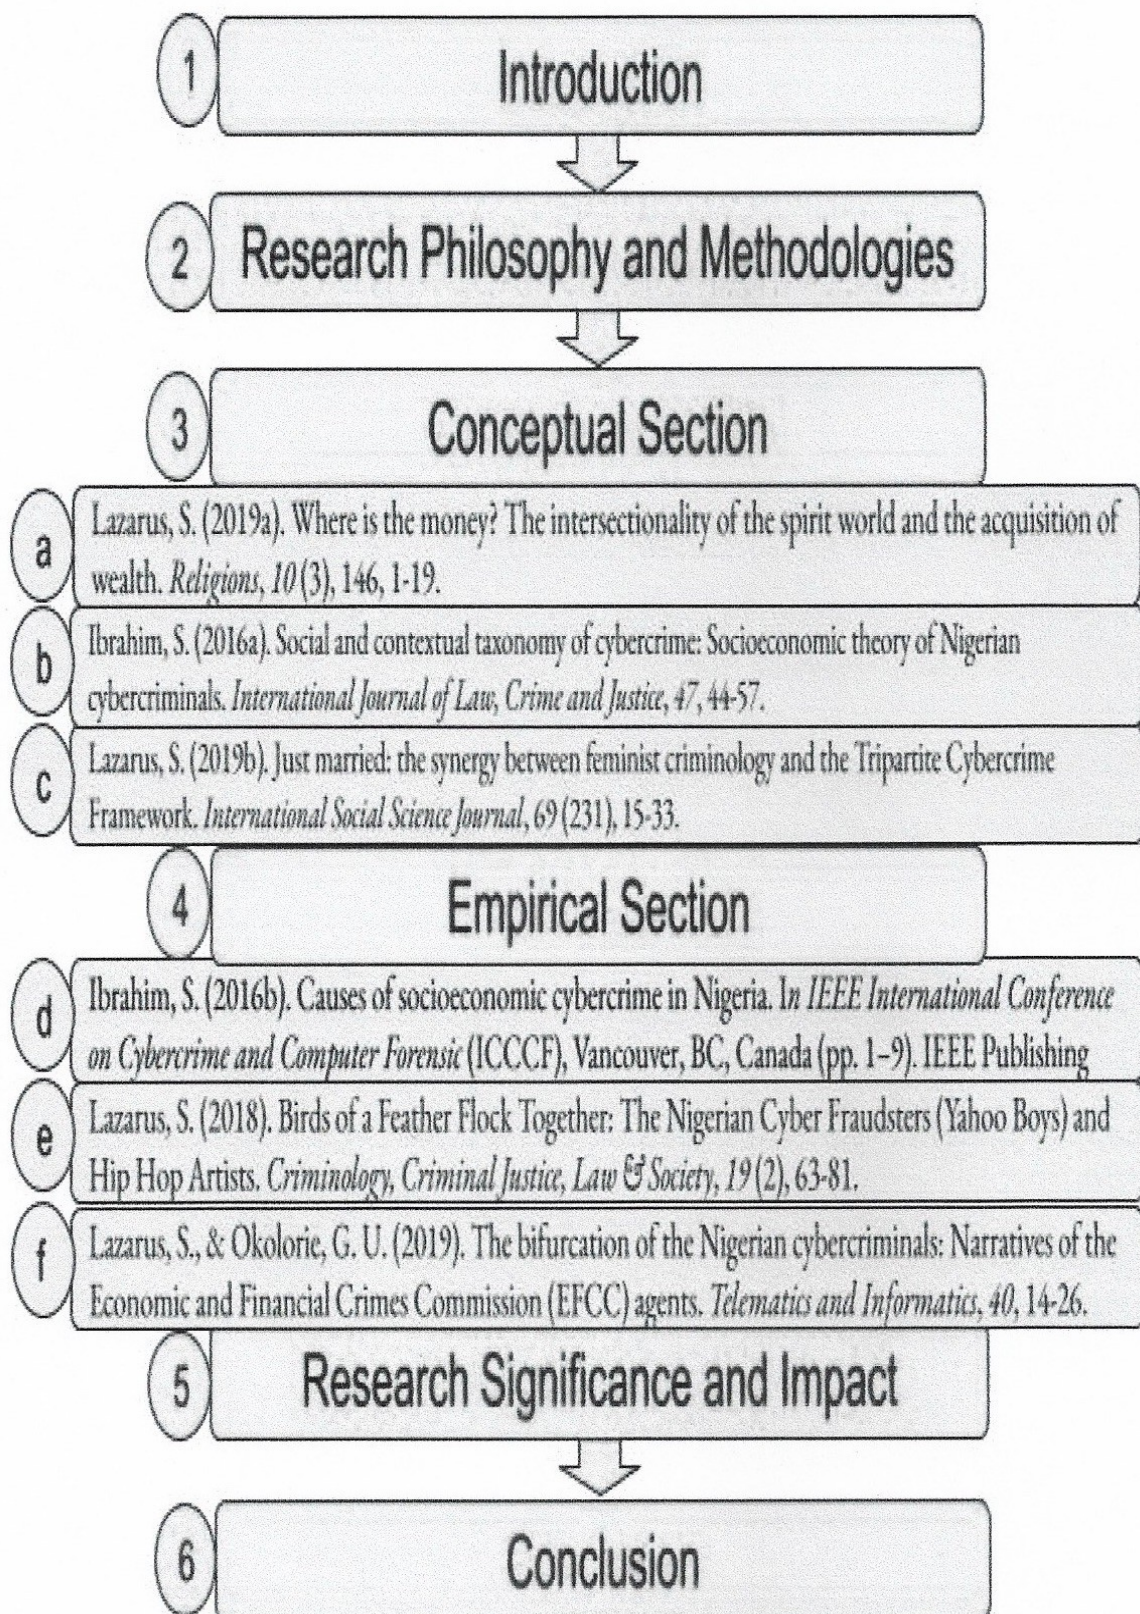 1
Introduction
2
Research Philosophy and Methodologies
3
Conceptual Section
a
Lazarus, S. (2019a). Where is the money? The intersectionality of the spirit world and the acquisition of
wealth. Religions, 10 (3), 146, 1-19.
b
Ibrahim, S. (2016a). Social and contextual taxonomy of cybercrime: Socioeconomic theory of Nigerian
cybercriminals. International Journal of Law, Crime and Justice, 47, 44-57.
c
Lazarus, S. (2019b). Just married: the synergy between feminist criminology and the Tripartite Cybercrime
Framework. International Social Science Journal, 69 (231), 15-33.
4
Empirical Section
d
Ibrahim, S. (2016b). Causes of socioeconomic cybercrime in Nigeria. In IEEE International Conference
on Cybercrime and Computer Forensic (ICCCF), Vancouver, BC, Canada (pp. 1–9). IEEE Publishing
e
Lazarus, S. (2018). Birds of a Feather Flock Together: The Nigerian Cyber Fraudsters (Yahoo Boys) and
Hip Hop Artists. Criminology, Criminal Justice, Law & Society, 19 (2), 63-81.
f
Lazarus, S., & Okolorie, G. U. (2019). The bifurcation of the Nigerian cybercriminals: Narratives of the
Economic and Financial Crimes Commission (EFCC) agents. Telematics and Informatics, 40, 14-26.
5
Research Significance and Impact
6
Conclusion